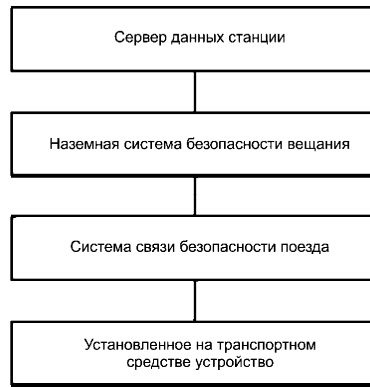 Сервер данных станции
Наземная система безопасности вещания
Система связи безопасности поезда
Установленное на транспортном
средстве устройство